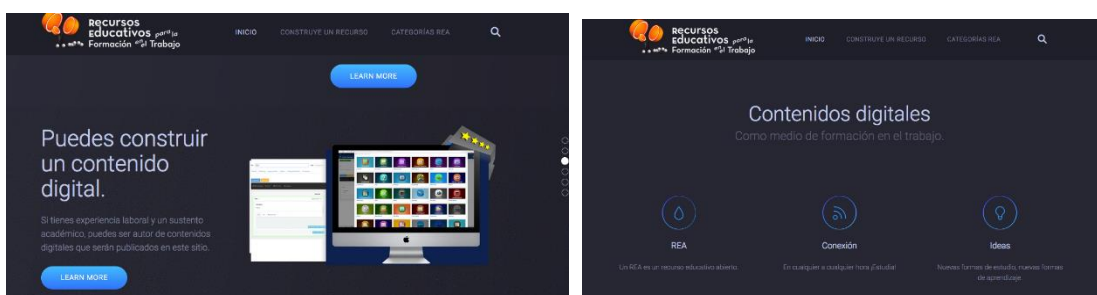 Recursos
Educativos para la
Formación en el Trabajo
INICIO
CONSTRUYE UN RECURSO
CATEGORÍAS REA
LEARN MORE
Puedes construir
un contenido
digital.
Si tienes experiencia laboral y un sustento
académico, puedes ser autor de contenidos
digitales que serán publicados en este sitio.
LEARN MORE
Recursos
Educativos para la
Formación en el Trabajo
INICIO
CONSTRUYE UN RECURSO
CATEGORÍAS REA
Contenidos digitales
Como medio de formación en el trabajo.
REA
Un REA es un recurso educativo abierto
Conexión
En cualquier a cualquier hora ¡Estudia!
Ideas
Nuevas formas de estudio, nuevas formas
de aprendizaje